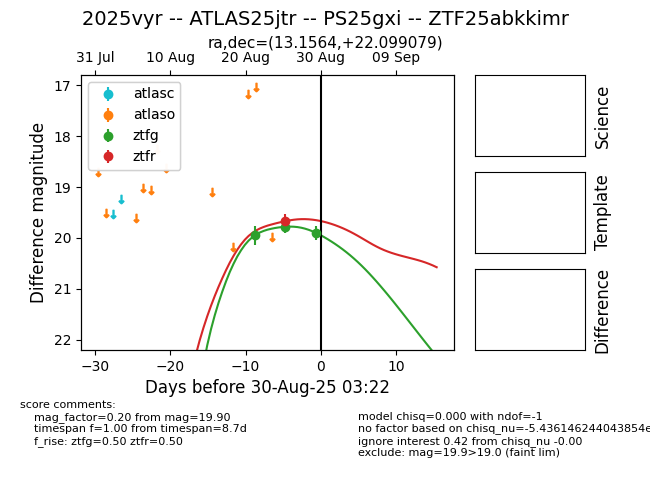 2025vyr -- ATLAS25jtr -- PS25gxi -- ZTF25abkkimr
ra,dec=(13.1564,+22.099079)
31 Jul 10 Aug 20 Aug 30 Aug 09 Sep
atlasc
atlaso
ztfg
ztfr
17
18
19
20
21
22
Difference magnitude
−30 −20 −10 0 10
Days before 30-Aug-25 03:22
Science
Template
Difference
score comments:
mag_factor=0.20 from mag=19.90
timespan f=1.00 from timespan=8.7d
f_rise: ztfg=0.50 ztfr=0.50
model chisq=0.000 with ndof=-1
no factor based on chisq_nu=-5.436146244043854e
ignore interest 0.42 from chisq_nu -0.00
exclude: mag=19.9>19.0 (faint lim)